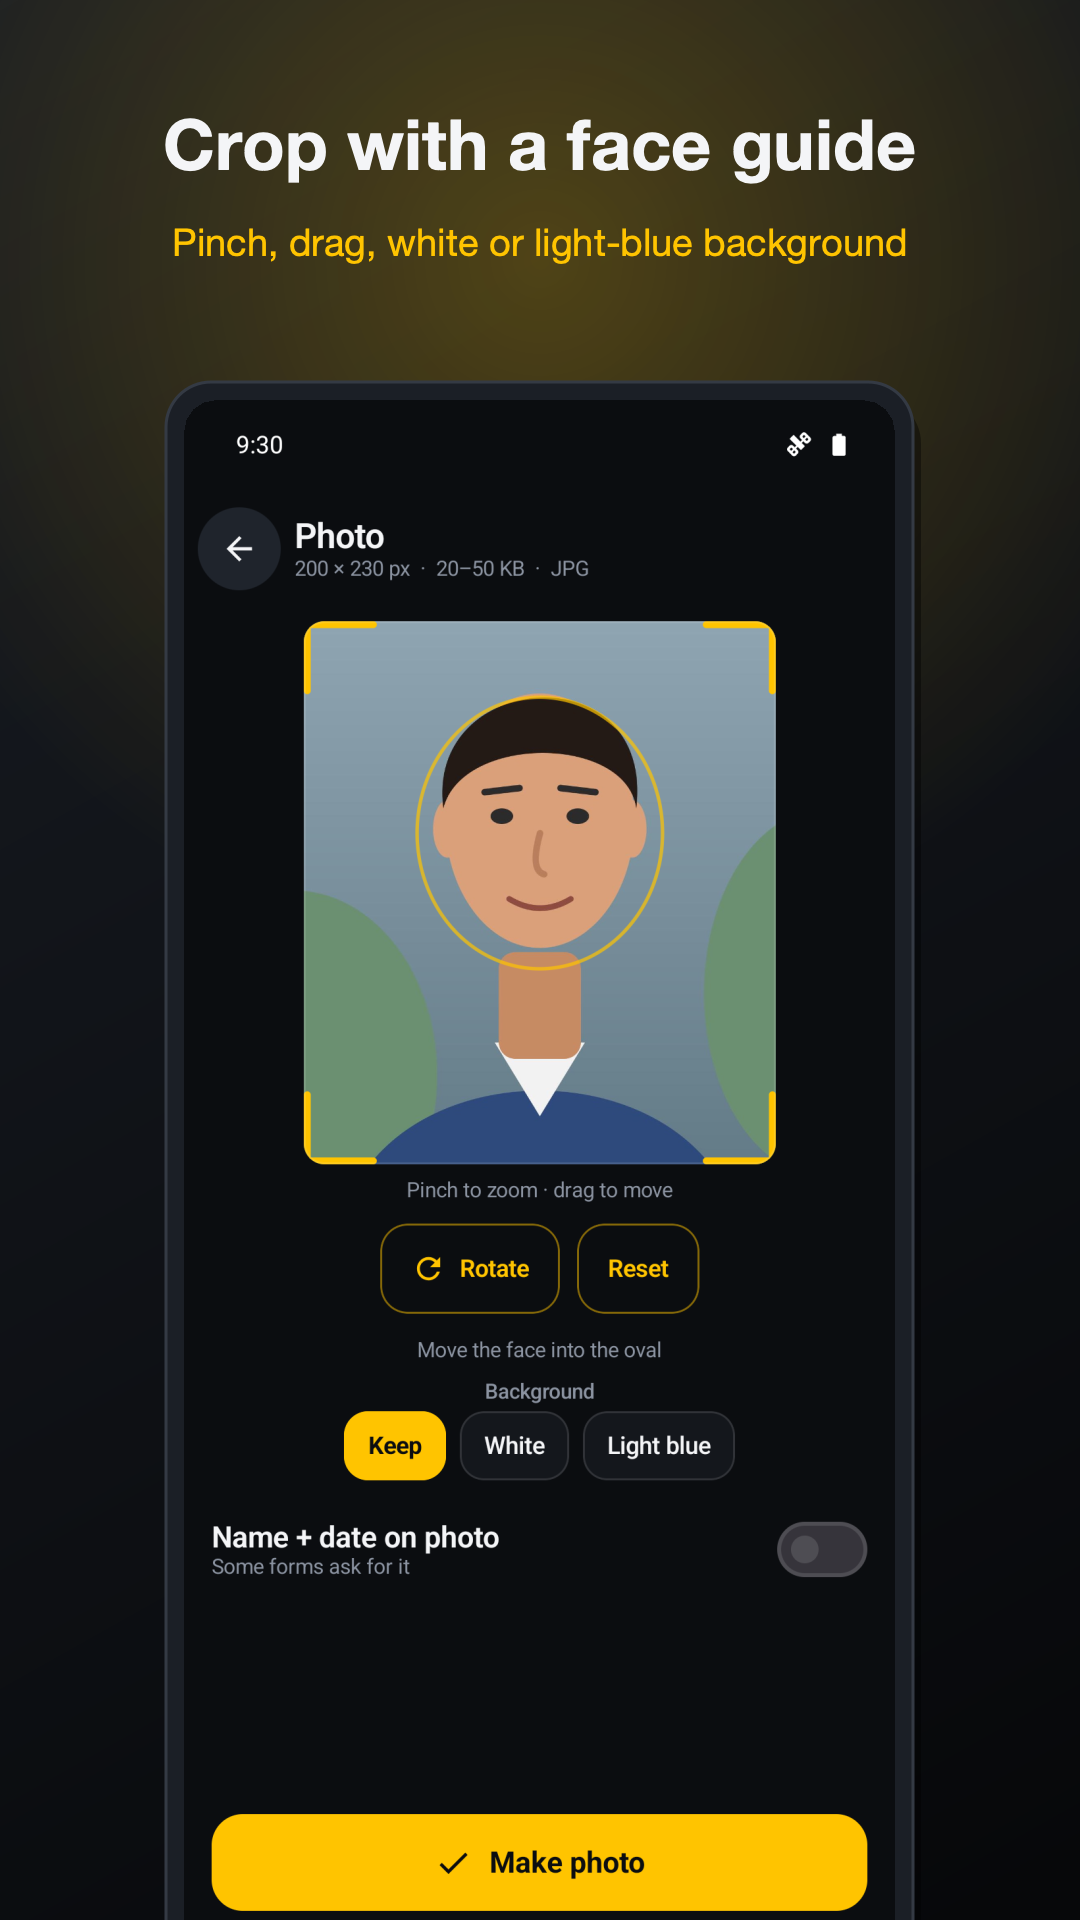 Crop with a face guide
Pinch, drag, white or light-blue background
9:30
Photo
200 × 230 px · 20–50 KB · JPG
Pinch to zoom · drag to move
Rotate
Reset
Move the face into the oval
Background
Keep
White
Light blue
Name + date on photo
Some forms ask for it
Make photo